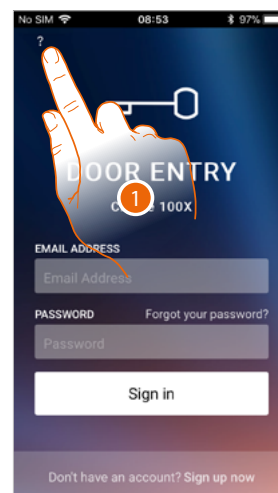 No SIM 08:53 97%
?
DOOR ENTRY
100X
1
EMAIL ADDRESS
Email Address
PASSWORD Forgot your password?
Password
Sign in
Don't have an account? Sign up now